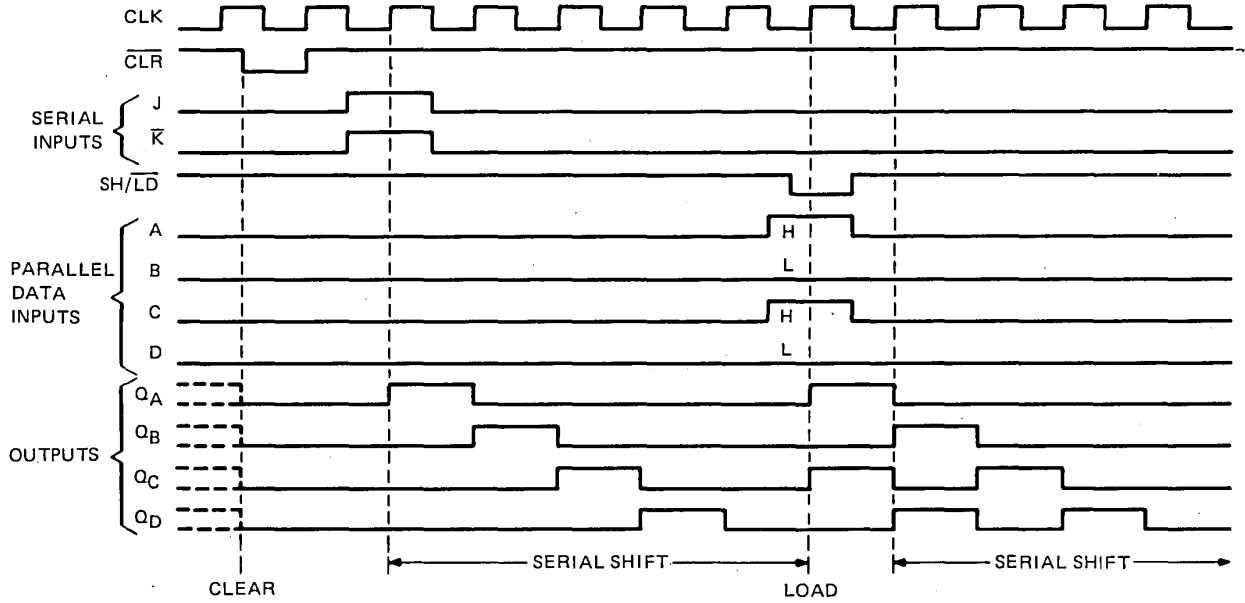 CLK
CLR
SERIAL INPUTS
J
K
SH/LD
PARALLEL DATA INPUTS
A
H
B
L
C
H
D
L
OUTPUTS
QA
QB
QC
QD
SERIAL SHIFT
SERIAL SHIFT
CLEAR
LOAD